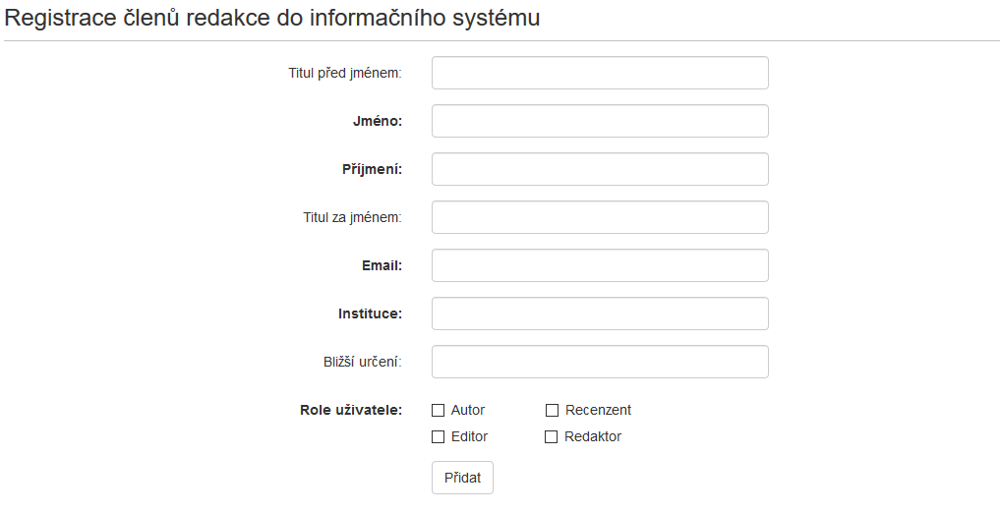 Registrace členů redakce do informačního systému
Titul před jménem:
Jméno:
Příjmení:
Titul za jménem:
Email:
Instituce:
Bližší určení:
Role uživatele: Autor Recenzent
Editor Redaktor
Přidat